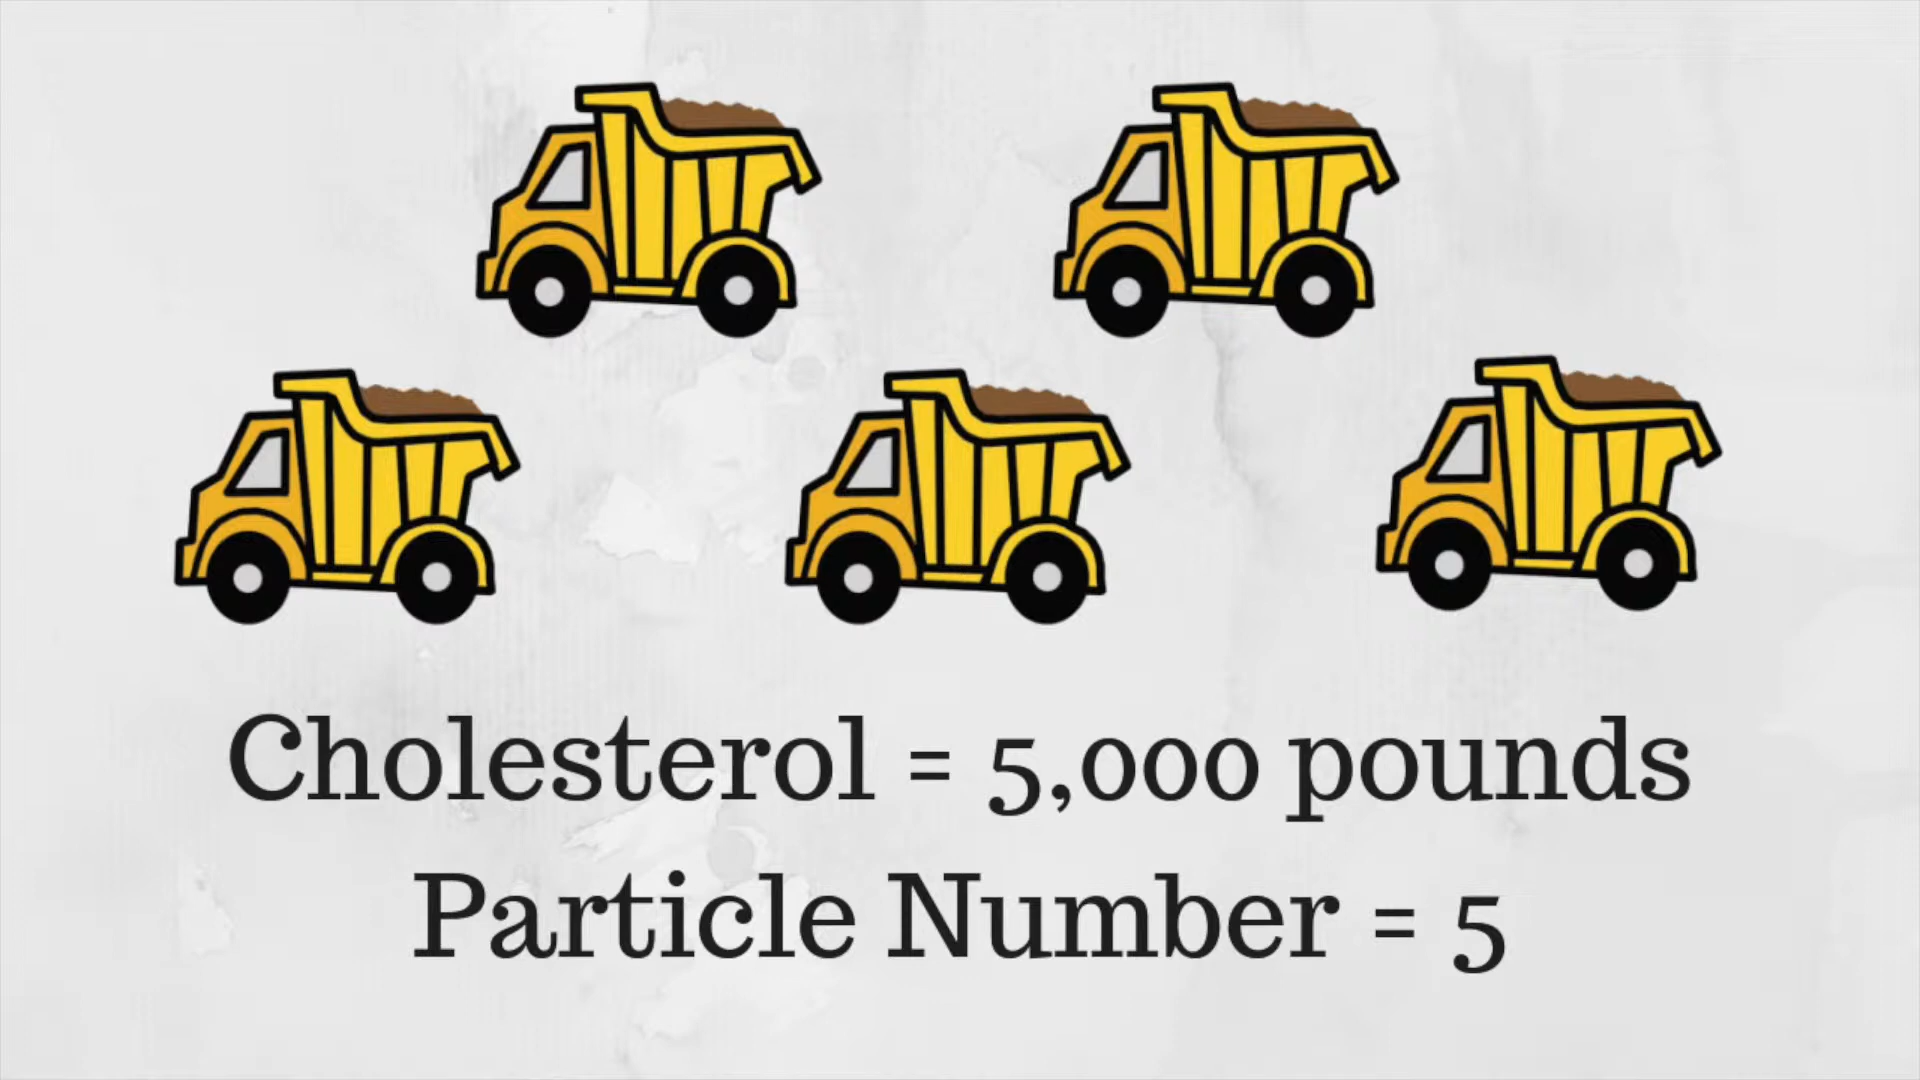 Cholesterol = 5,000 pounds
Particle Number = 5